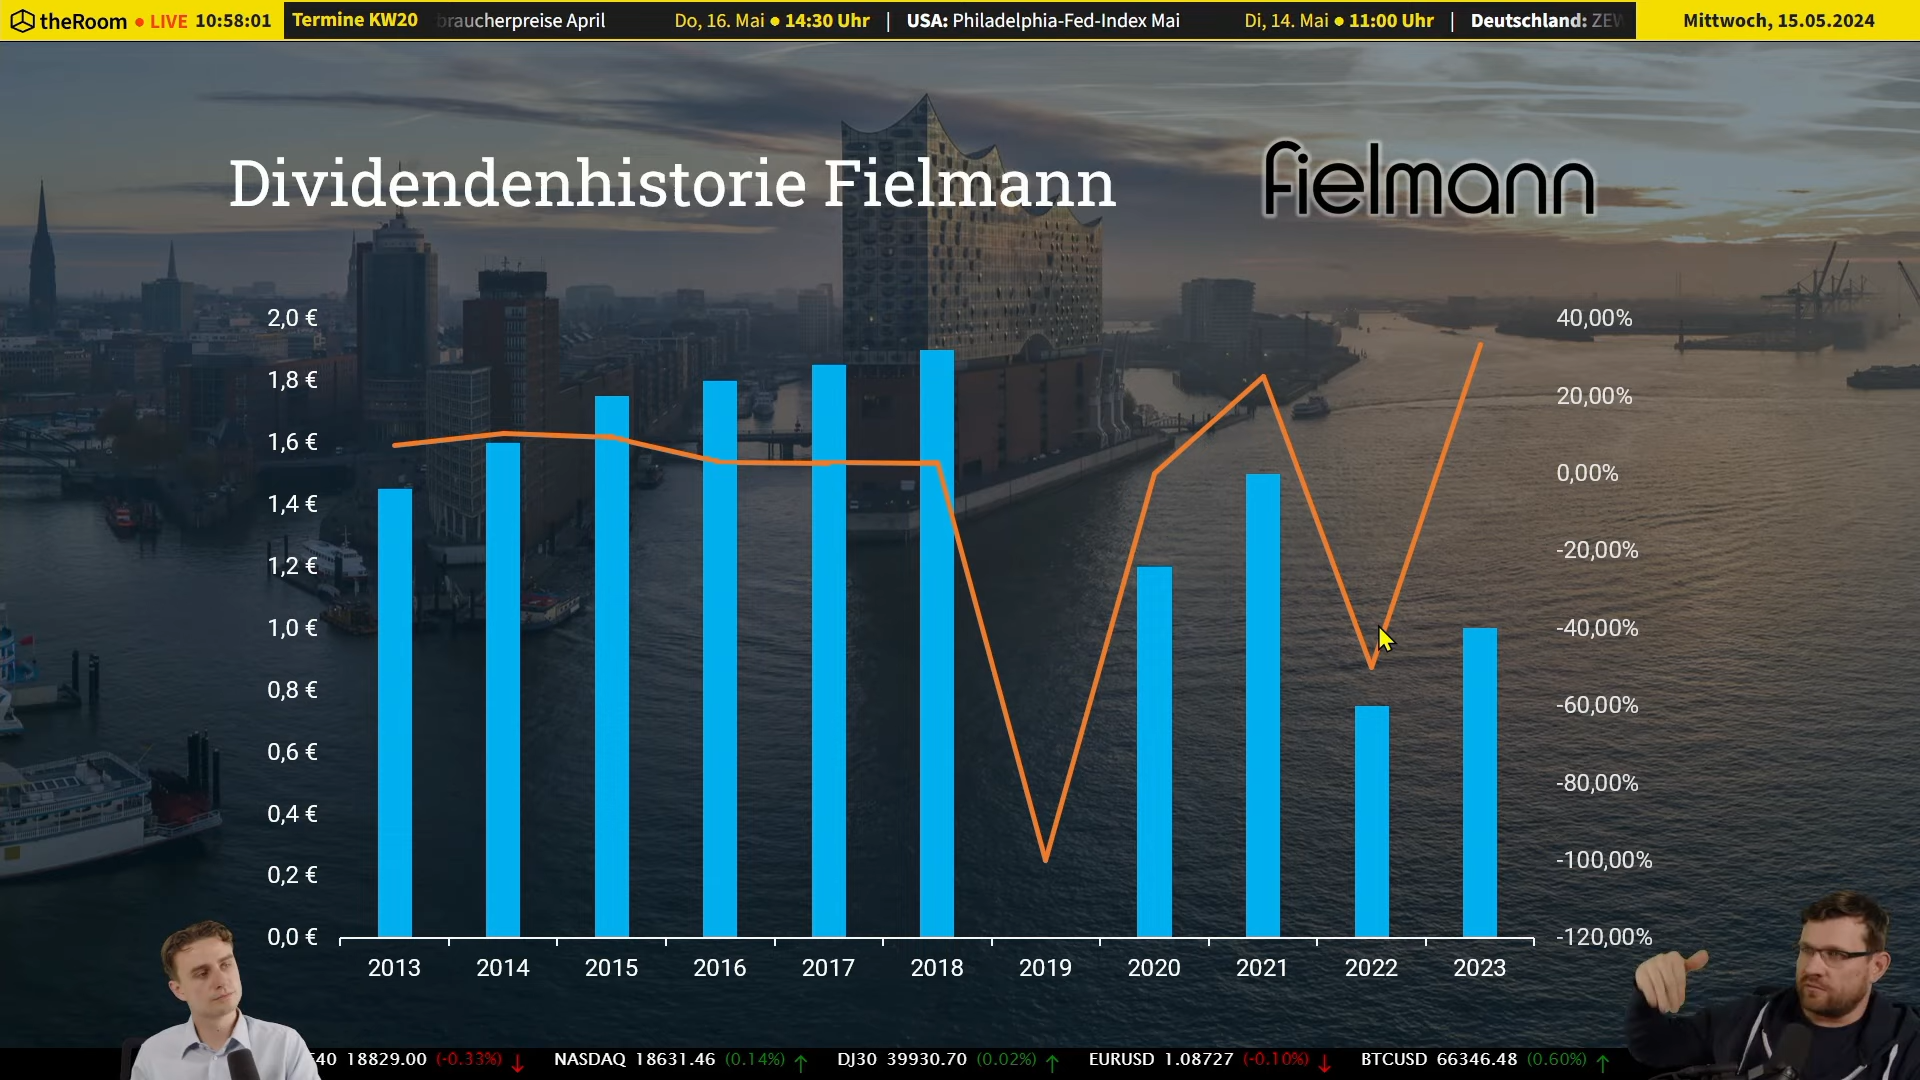 theRoom ● LIVE 10:58:01
Termine KW20 braucherpreise April Do, 16. Mai ● 14:30 Uhr | USA: Philadelphia-Fed-Index Mai Di, 14. Mai ● 11:00 Uhr | Deutschland: ZEW
Mittwoch, 15.05.2024
Dividendenhistorie Fielmann
fielmann
2,0 € 40,00%
1,8 € 20,00%
1,6 € 0,00%
1,4 € -20,00%
1,2 € -40,00%
1,0 € -60,00%
0,8 € -80,00%
0,6 € -100,00%
0,4 € -120,00%
0,2 €
0,0 €
2013 2014 2015 2016 2017 2018 2019 2020 2021 2022 2023
40 18829.00 (-0.33%) ↓ NASDAQ 18631.46 (0.14%) ↑ DJ30 39930.70 (0.02%) ↑ EURUSD 1.08727 (-0.10%) ↓ BTCUSD 66346.48 (0.60%) ↑